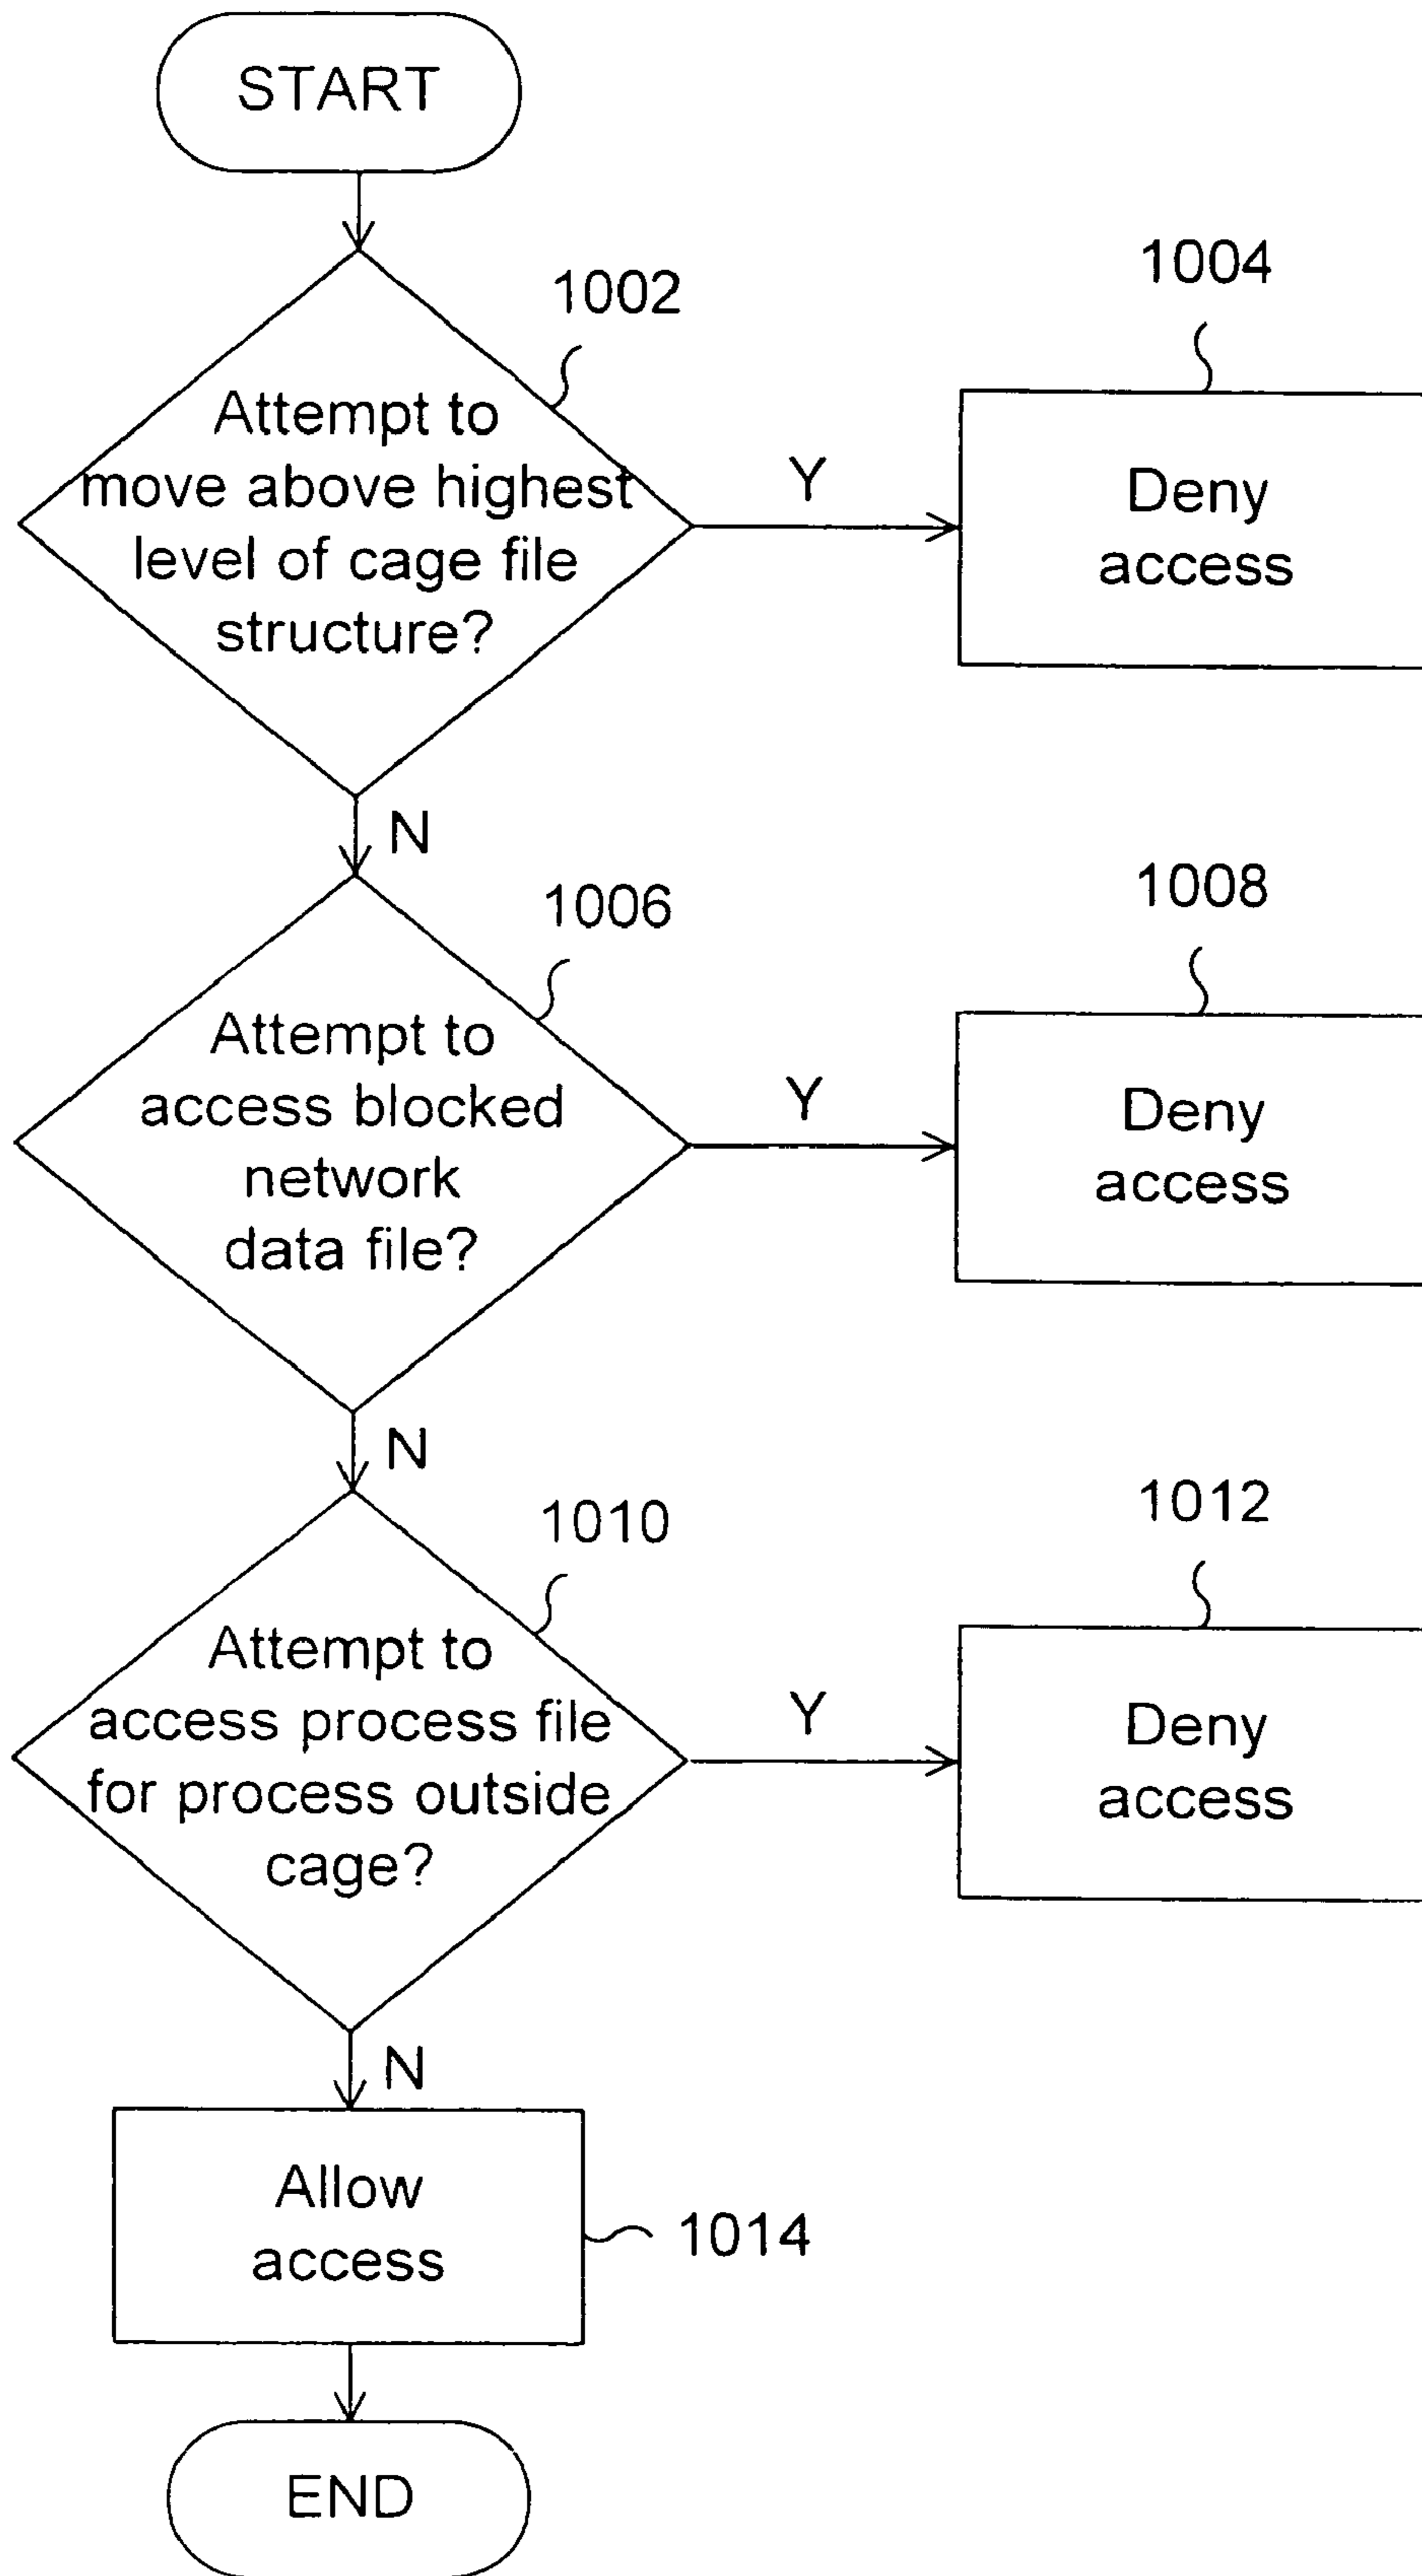 START
1002
Attempt to
move above highest
level of cage file
structure?
Y
1004
Deny
access
N
1006
Attempt to
access blocked
network
data file?
Y
1008
Deny
access
N
1010
Attempt to
access process file
for process outside
cage?
Y
1012
Deny
access
N
Allow
access
1014
END